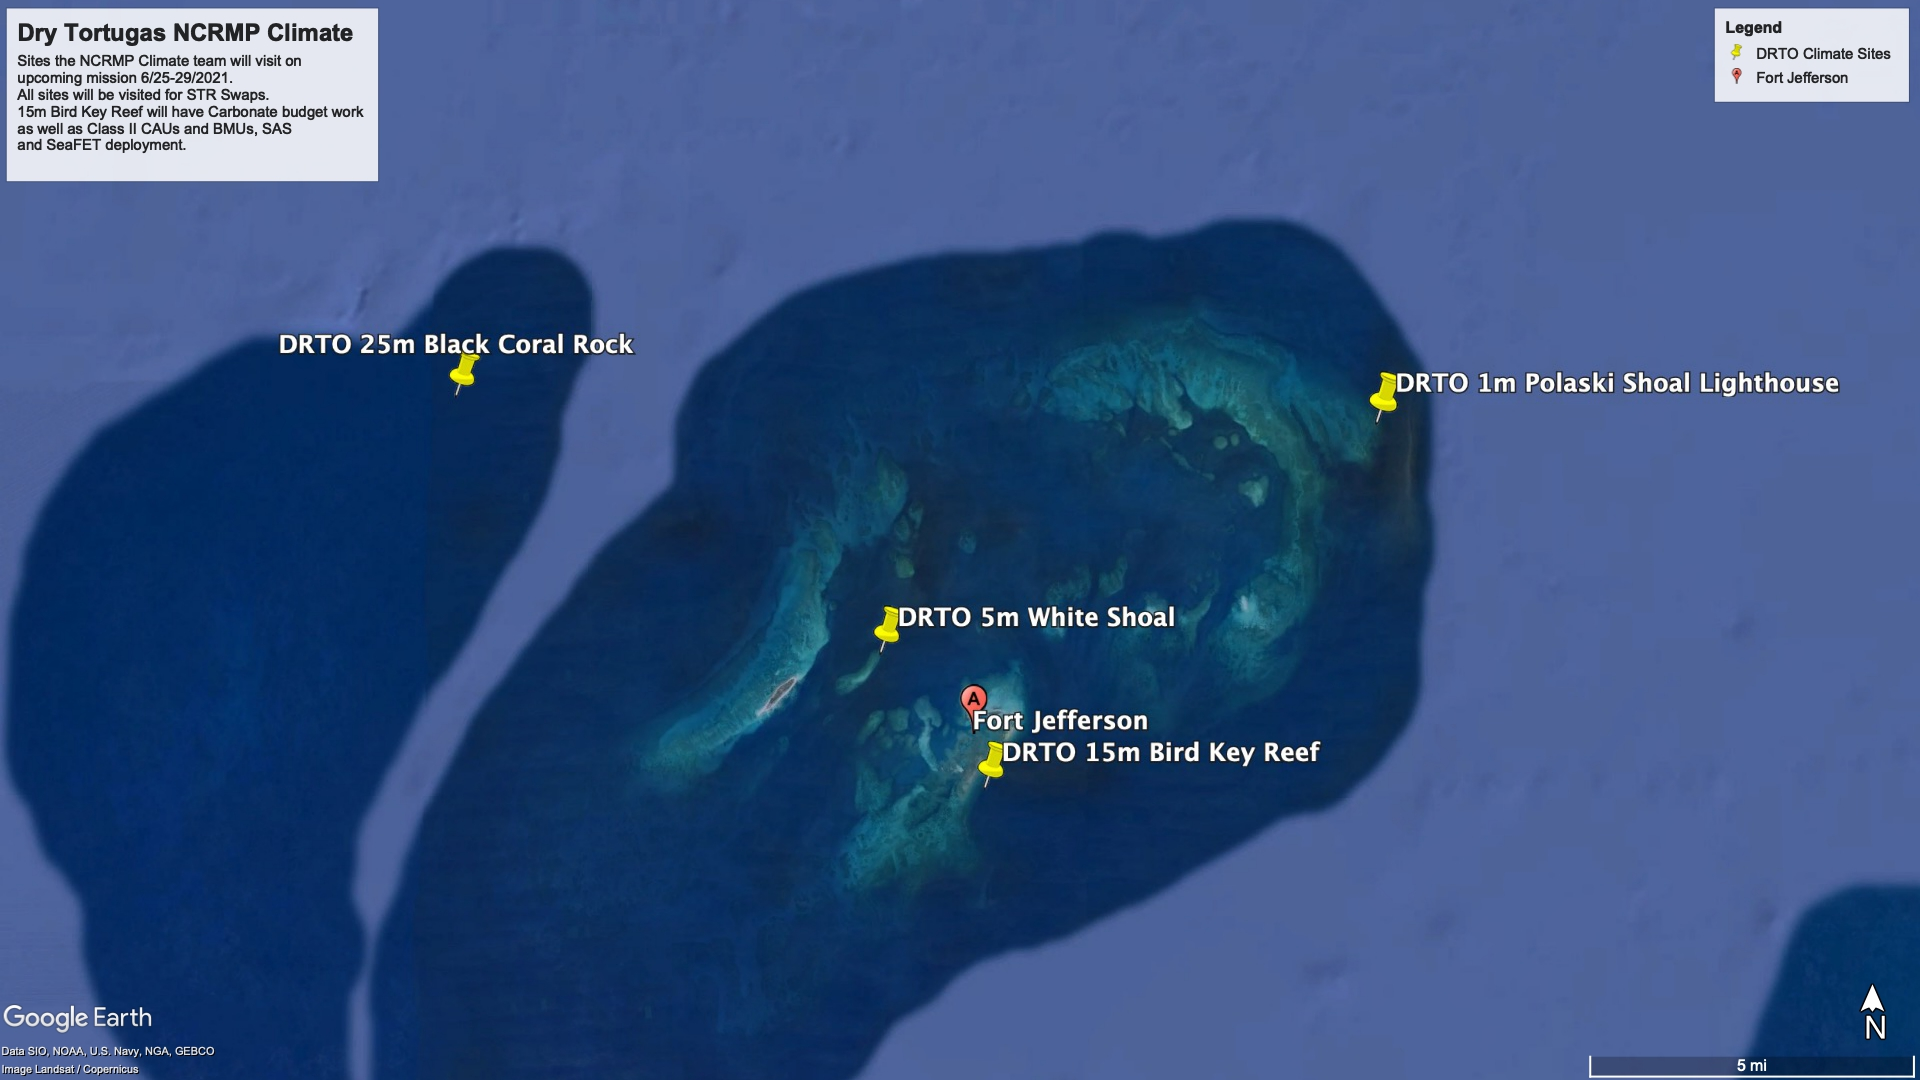 Dry Tortugas NCRMP Climate
Sites the NCRMP Climate team will visit on
upcoming mission 6/25-29/2021.
All sites will be visited for STR Swaps.
15m Bird Key Reef will have Carbonate budget work
as well as Class II CAUs and BMUs, SAS
and SeaFET deployment.
Legend
DRTO Climate Sites
A Fort Jefferson
DRTO 25m Black Coral Rock
DRTO 1m Polaski Shoal Lighthouse
DRTO 5m White Shoal
A
Fort Jefferson
DRTO 15m Bird Key Reef
Google Earth
Data SIO, NOAA, U.S. Navy, NGA, GEBCO
Image Landsat / Copernicus
N
5 mi